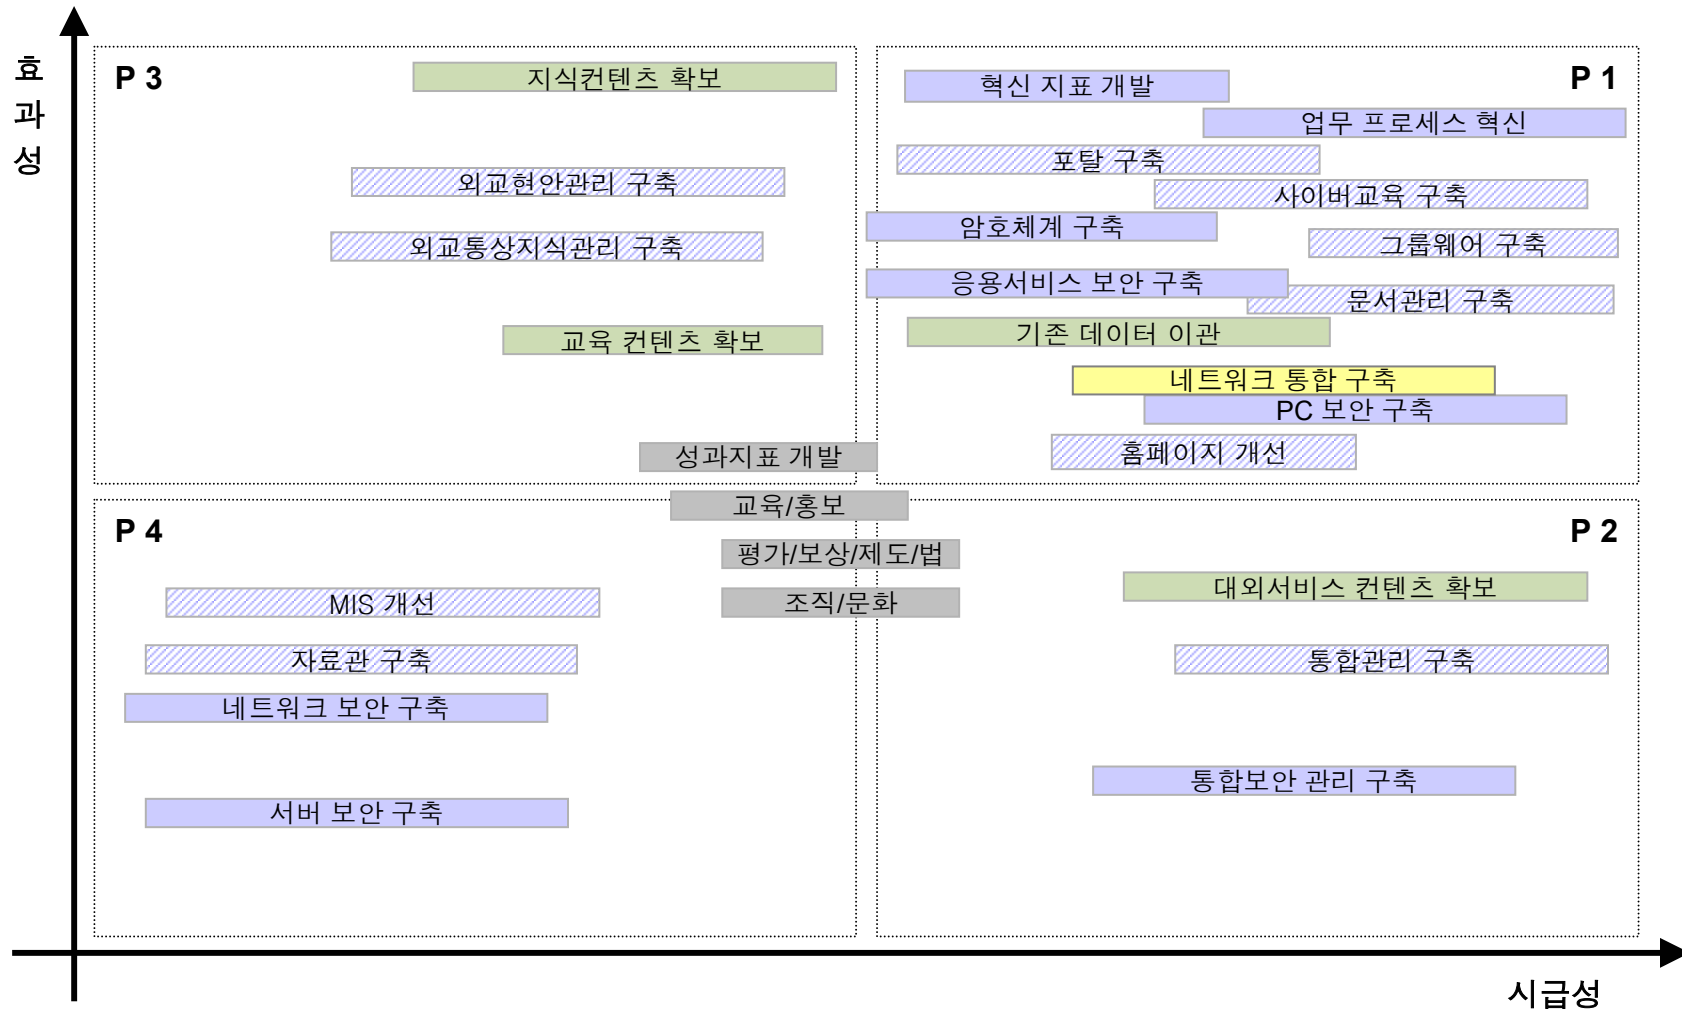 효
과
성
P 3
지식컨텐츠 확보
외교현안관리 구축
외교통상지식관리 구축
교육 컨텐츠 확보
P 1
혁신 지표 개발
업무 프로세스 혁신
포탈 구축
사이버교육 구축
암호체계 구축
그룹웨어 구축
응용서비스 보안 구축
문서관리 구축
기존 데이터 이관
네트워크 통합 구축
PC 보안 구축
홈페이지 개선
성과지표 개발
교육/홍보
평가/보상/제도/법
조직/문화
P 4
MIS 개선
자료관 구축
네트워크 보안 구축
서버 보안 구축
P 2
대외서비스 컨텐츠 확보
통합관리 구축
통합보안 관리 구축
시급성